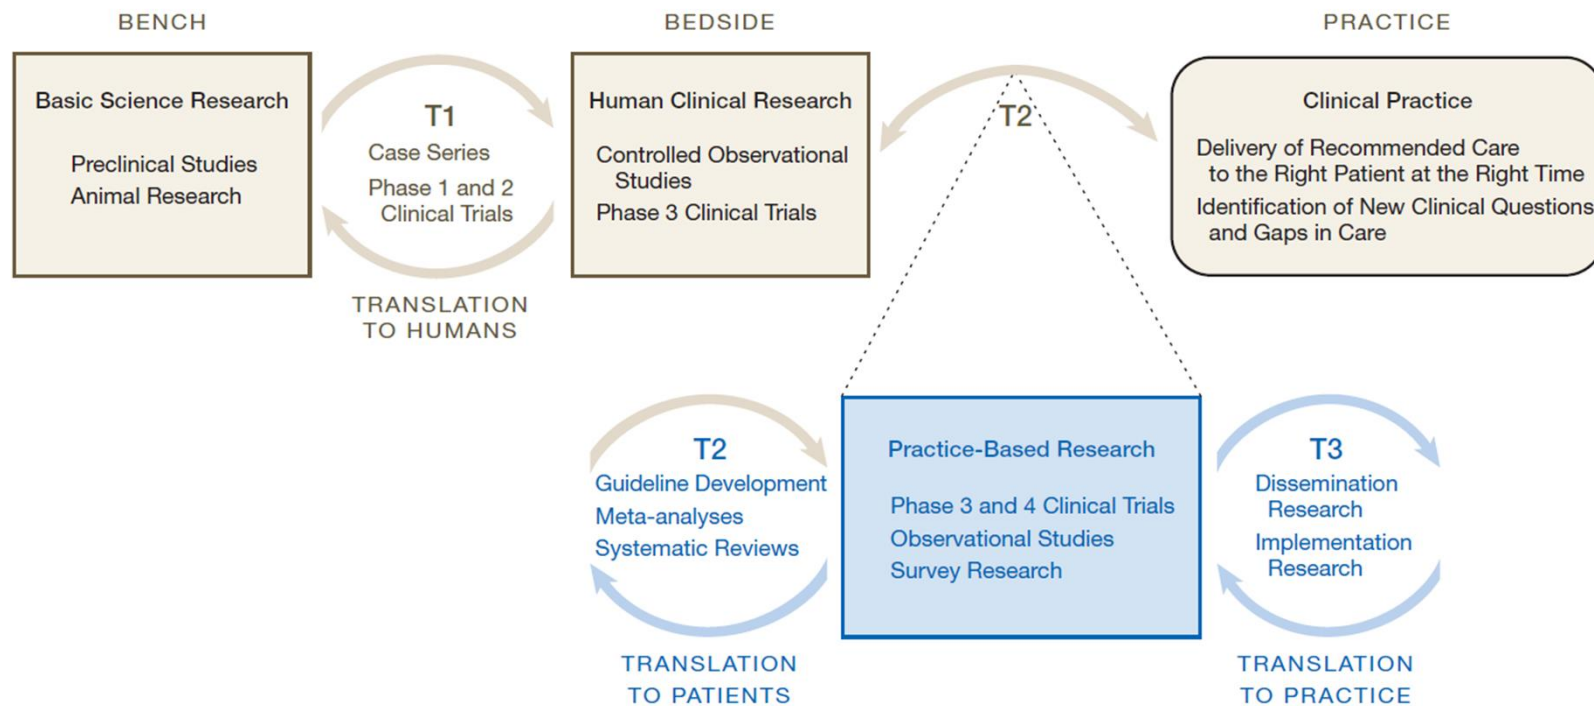 BENCH
BEDSIDE
PRACTICE
Basic Science Research
Preclinical Studies
Animal Research
T1
Case Series
Phase 1 and 2
Clinical Trials
TRANSLATION
TO HUMANS
Human Clinical Research
Controlled Observational
Studies
Phase 3 Clinical Trials
T2
Clinical Practice
Delivery of Recommended Care
to the Right Patient at the Right Time
Identification of New Clinical Questions
and Gaps in Care
T2
Guideline Development
Meta-analyses
Systematic Reviews
TRANSLATION
TO PATIENTS
Practice-Based Research
Phase 3 and 4 Clinical Trials
Observational Studies
Survey Research
T3
Dissemination
Research
Implementation
Research
TRANSLATION
TO PRACTICE